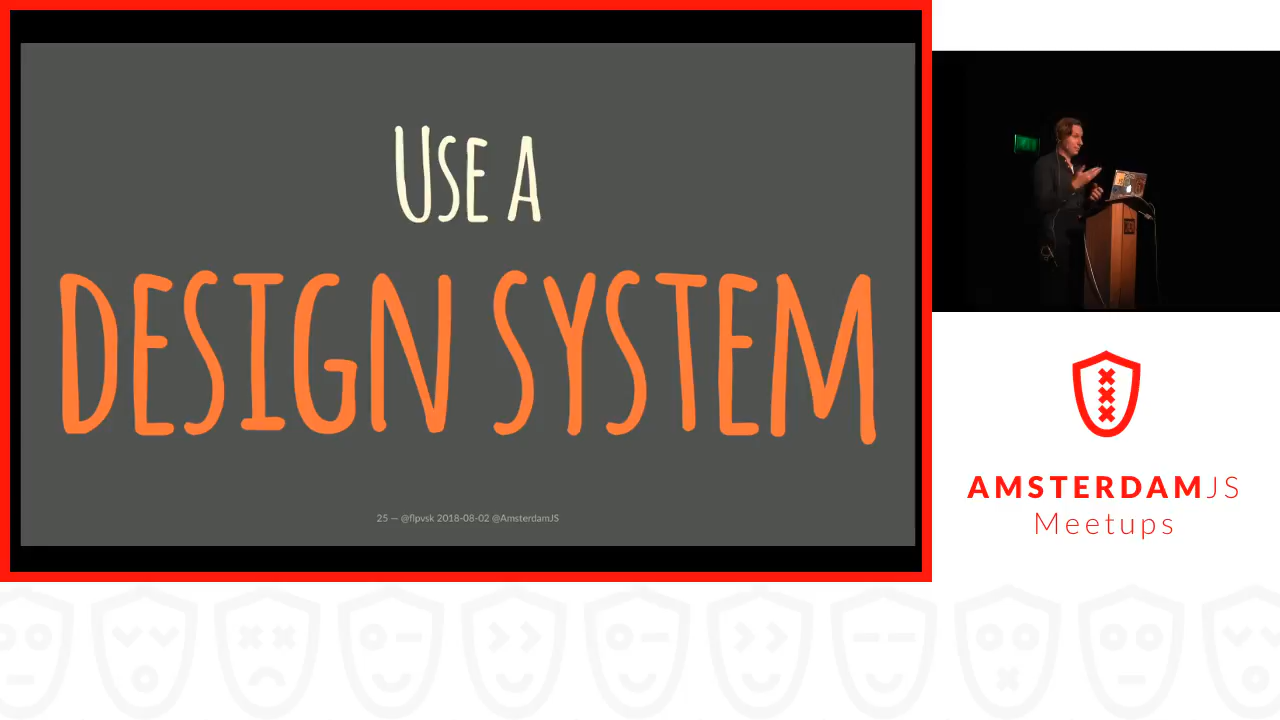 USE A
DESIGN SYSTEM
25 — @flpvsk 2018-08-02 @AmsterdamJS
AMSTERDAMJS
Meetups